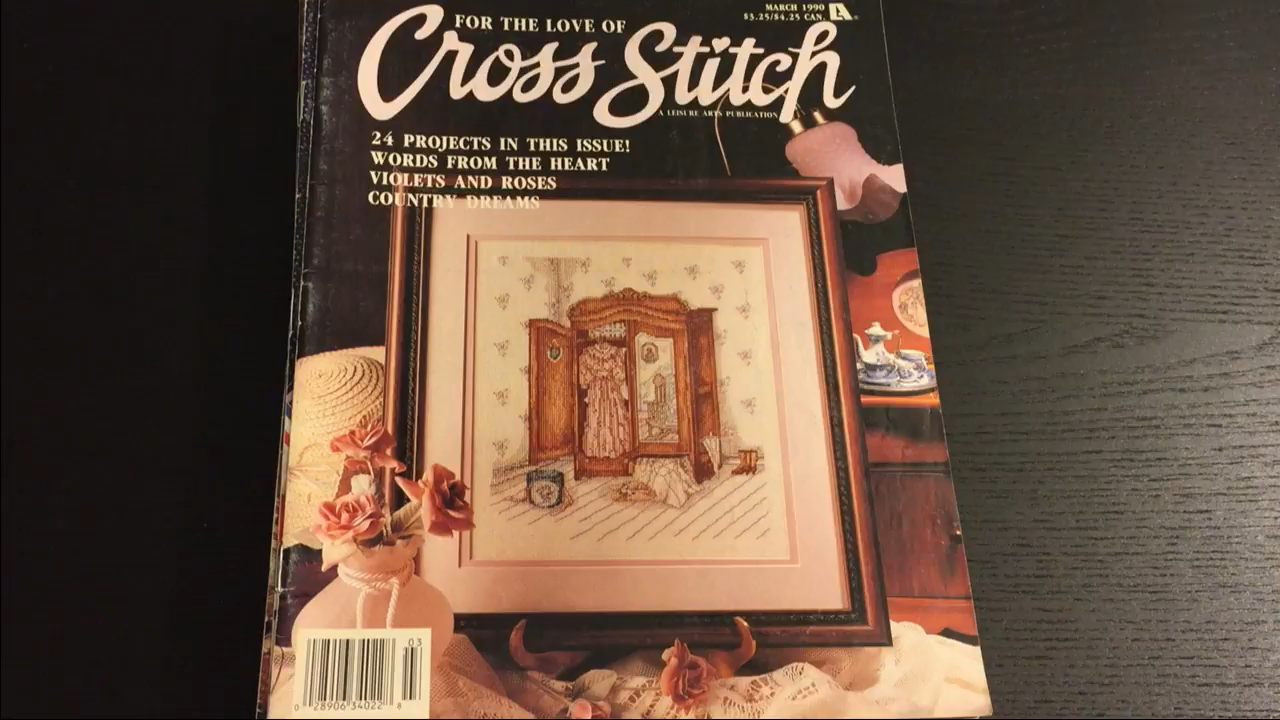 FOR THE LOVE OF
Cross Stitch
MARCH 1990
$3.25/$4.25 CAN.
A LEISURE ARTS PUBLICATION
24 PROJECTS IN THIS ISSUE!
WORDS FROM THE HEART
VIOLETS AND ROSES
COUNTRY DREAMS
03
0 28906 34022 8